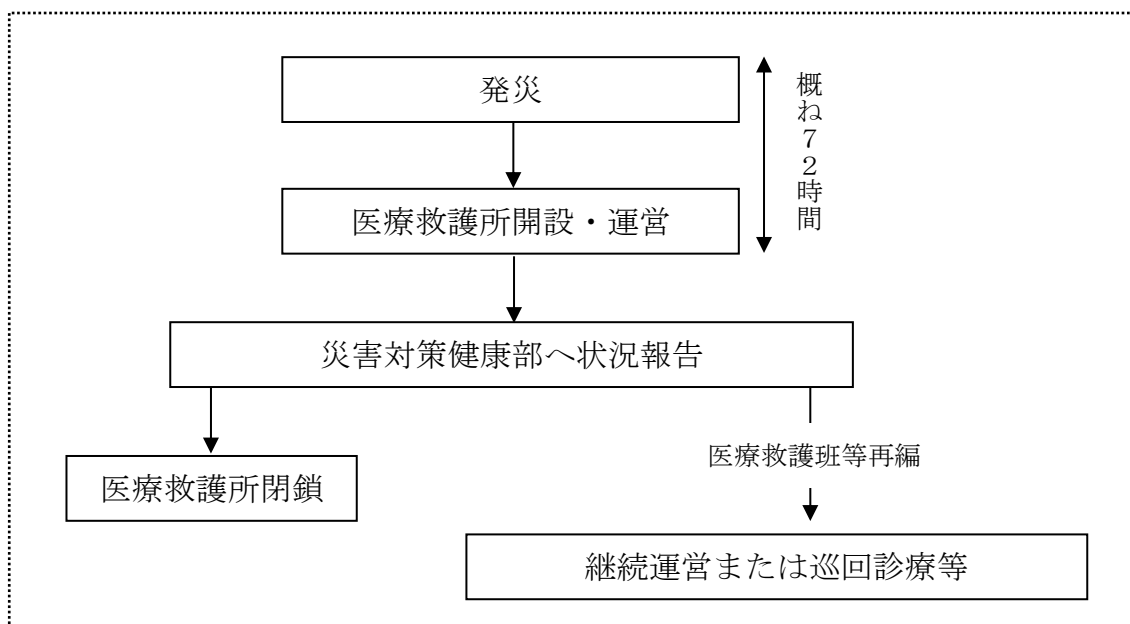 発災
概ね７２時間
医療救護所開設・運営
災害対策健康部へ状況報告
医療救護班等再編
医療救護所閉鎖
継続運営または巡回診療等